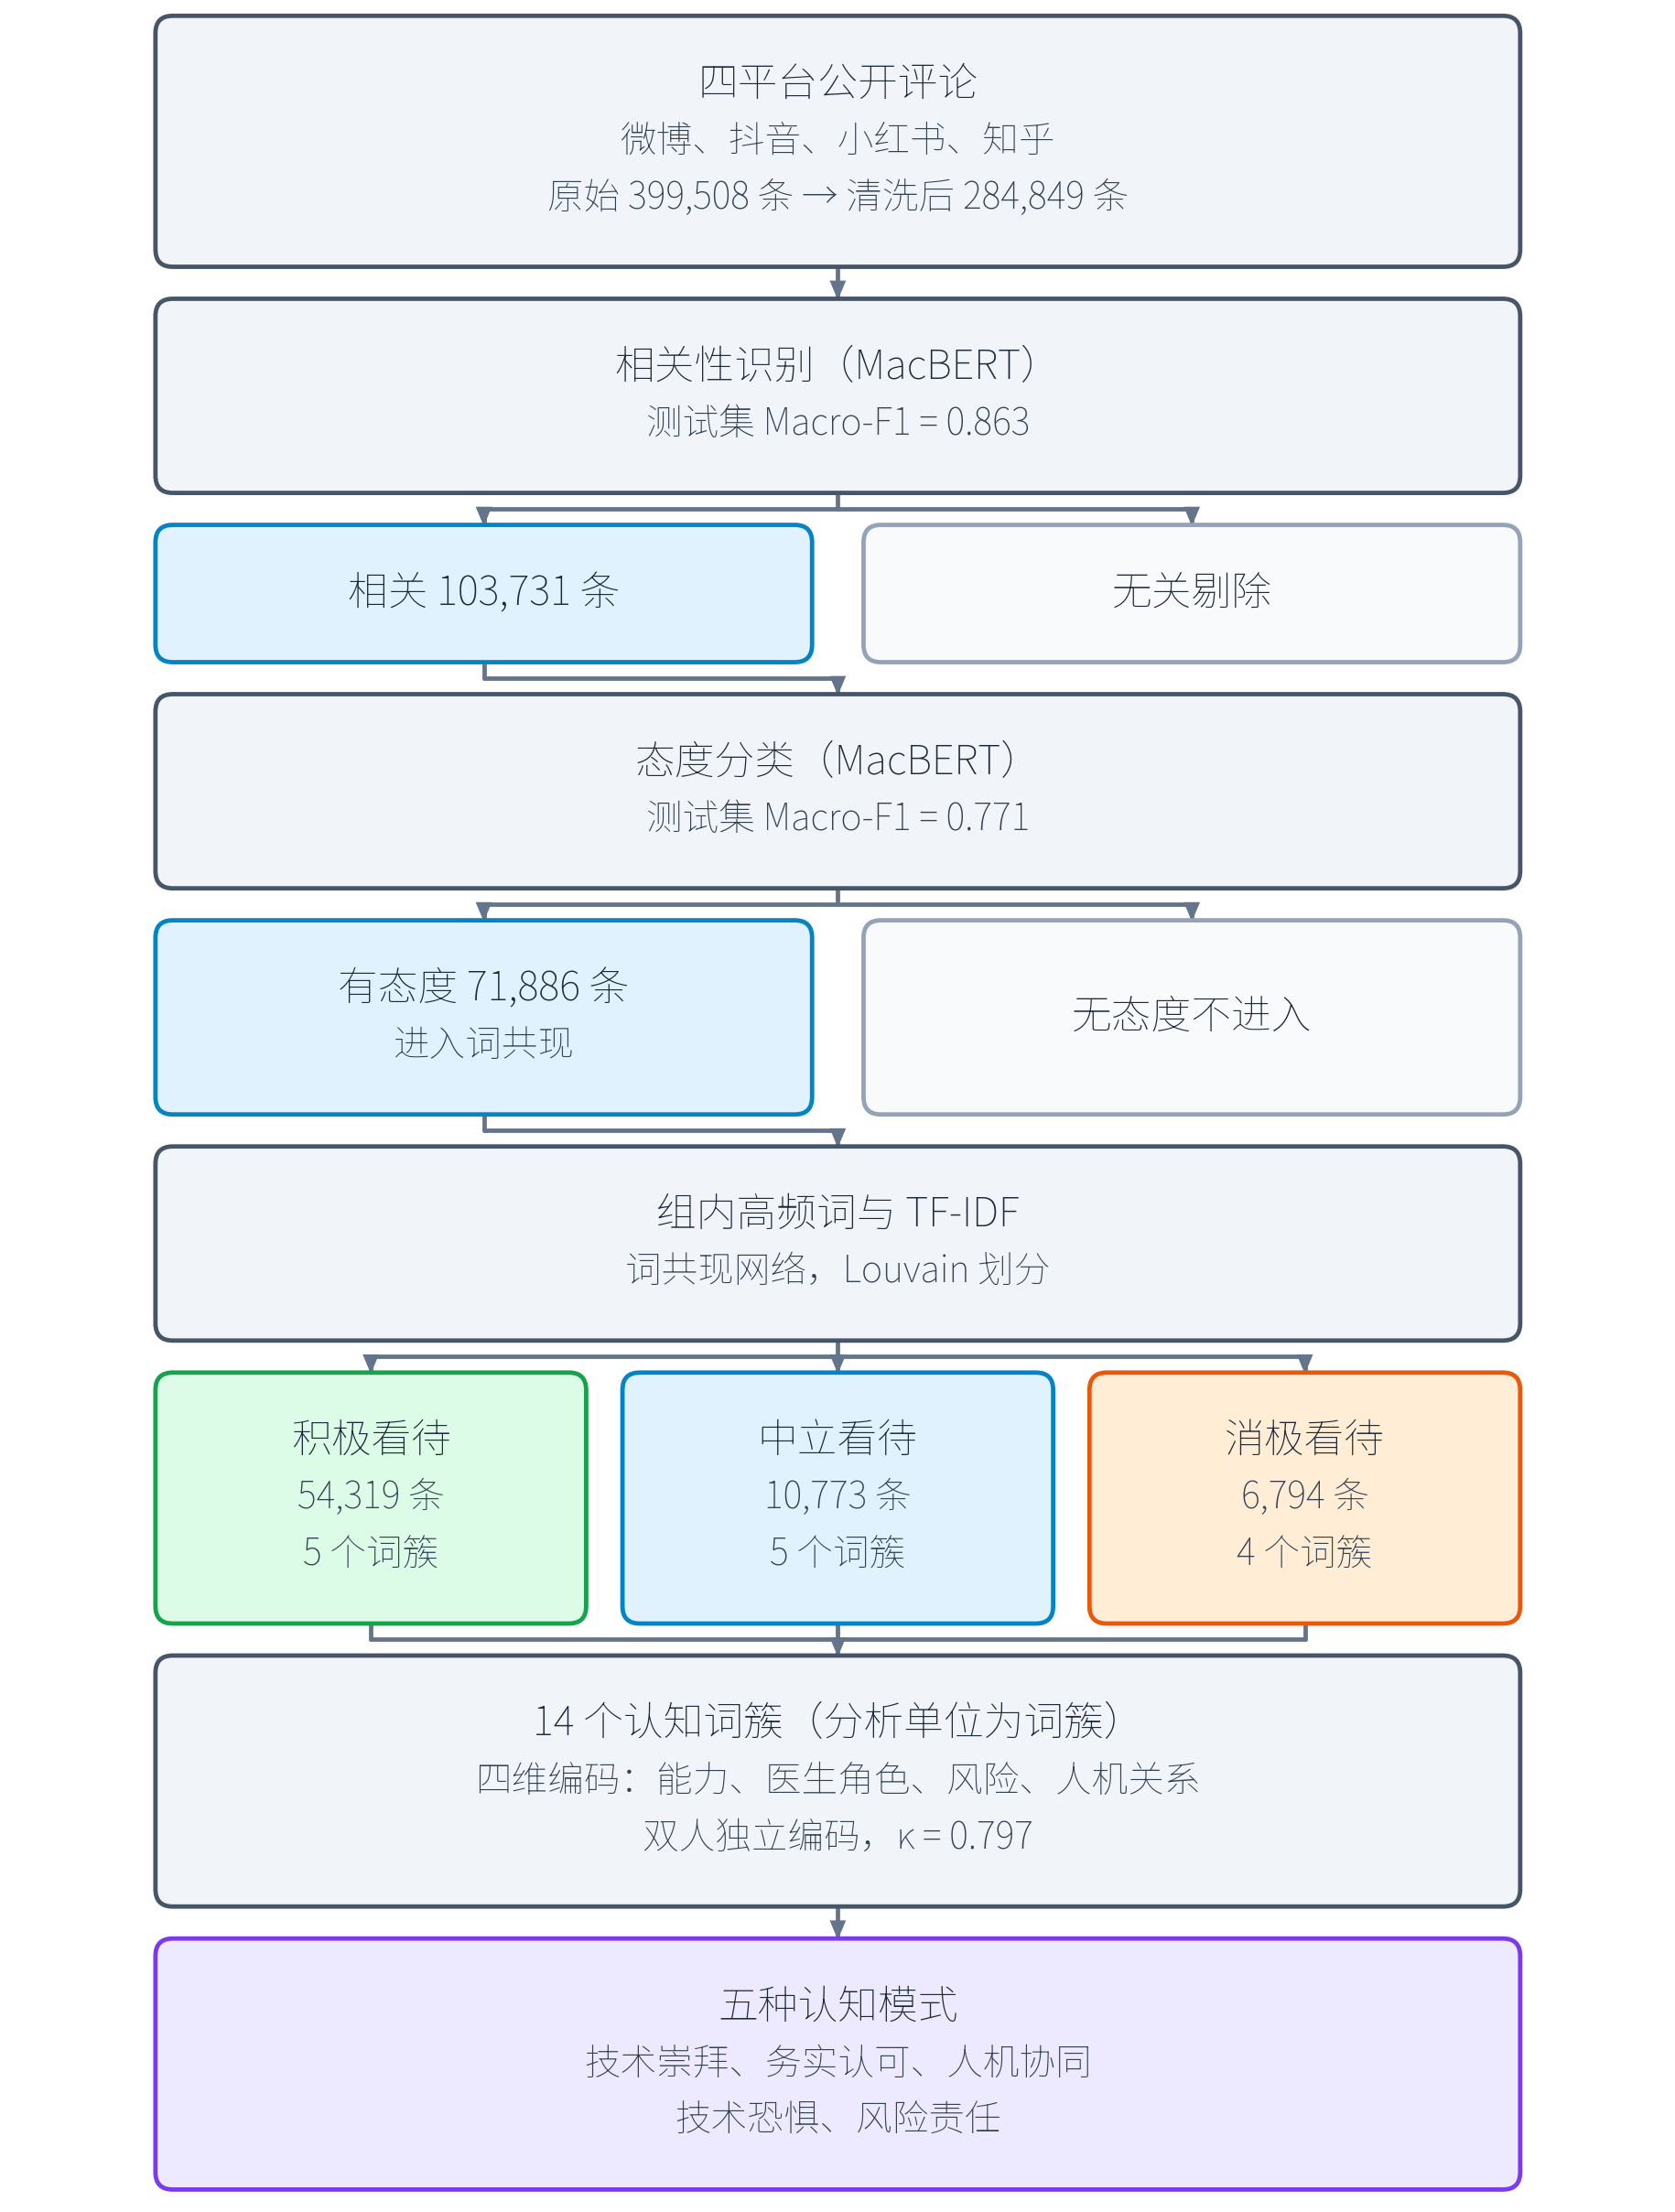 四平台公开评论
微博、抖音、小红书、知乎
原始 399,508 条 → 清洗后 284,849 条
相关性识别（MacBERT）
测试集 Macro-F1 = 0.863
相关 103,731 条
无关剔除
态度分类（MacBERT）
测试集 Macro-F1 = 0.771
有态度 71,886 条
进入词共现
无态度不进入
组内高频词与 TF-IDF
词共现网络，Louvain 划分
积极看待
54,319 条
5 个词簇
中立看待
10,773 条
5 个词簇
消极看待
6,794 条
4 个词簇
14 个认知词簇（分析单位为词簇）
四维编码：能力、医生角色、风险、人机关系
双人独立编码，κ = 0.797
五种认知模式
技术崇拜、务实认可、人机协同
技术恐惧、风险责任